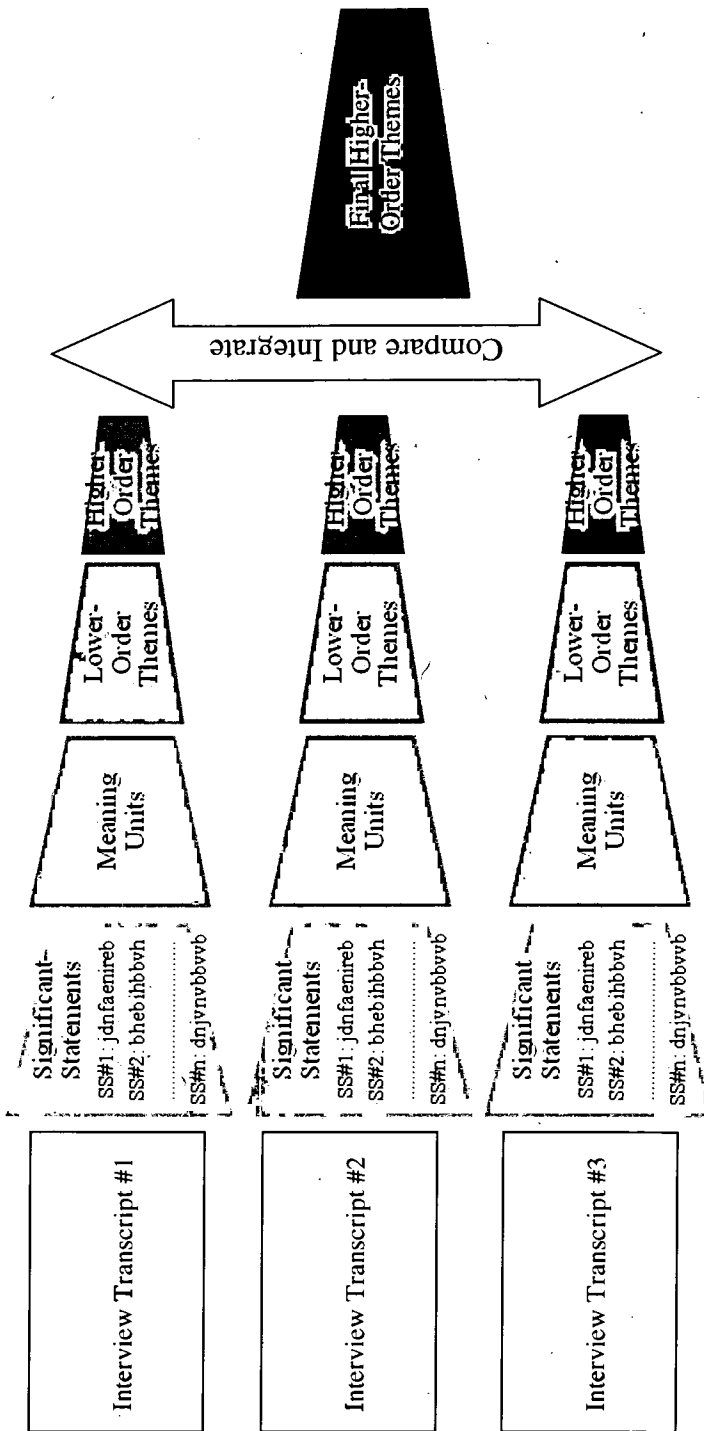 Interview Transcript #1
Significant
Statements
SS#1: jdnfaenireb
SS#2: bhebihbbvh
....................
SS#n: dnjvnvbbvvb
Meaning
Units
Lower-
Order
Themes
Higher-
Order
Themes
Interview Transcript #2
Significant
Statements
SS#1: jdnfaenireb
SS#2: bhebihbbvh
....................
SS#n: dnjvnvbbvvb
Meaning
Units
Lower-
Order
Themes
Higher-
Order
Themes
Interview Transcript #3
Significant
Statements
SS#1: jdnfaenireb
SS#2: bhebihbbvh
....................
SS#n: dnjvnvbbvvb
Meaning
Units
Lower-
Order
Themes
Higher-
Order
Themes
Compare and Integrate
Final Higher-
Order Themes